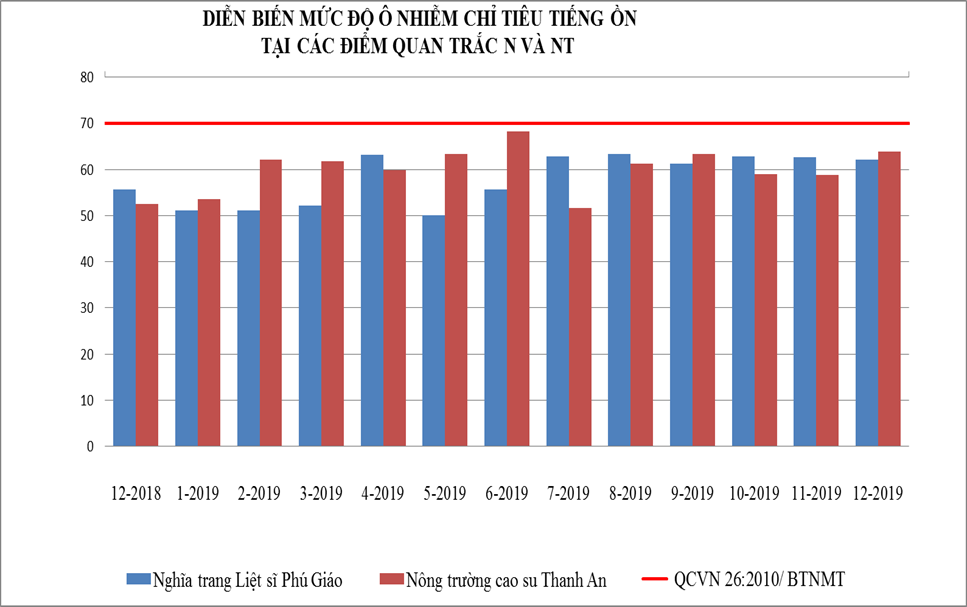 DIỄN BIẾN MỨC ĐỘ Ô NHIỄM CHỈ TIÊU TIẾNG ỒN
TẠI CÁC ĐIỂM QUAN TRẮC N VÀ NT
80
70
60
50
40
30
20
10
0
12-2018 1-2019 2-2019 3-2019 4-2019 5-2019 6-2019 7-2019 8-2019 9-2019 10-2019 11-2019 12-2019
Nghĩa trang Liệt sĩ Phú Giáo Nông trường cao su Thanh An QCVN 26:2010/ BTNMT